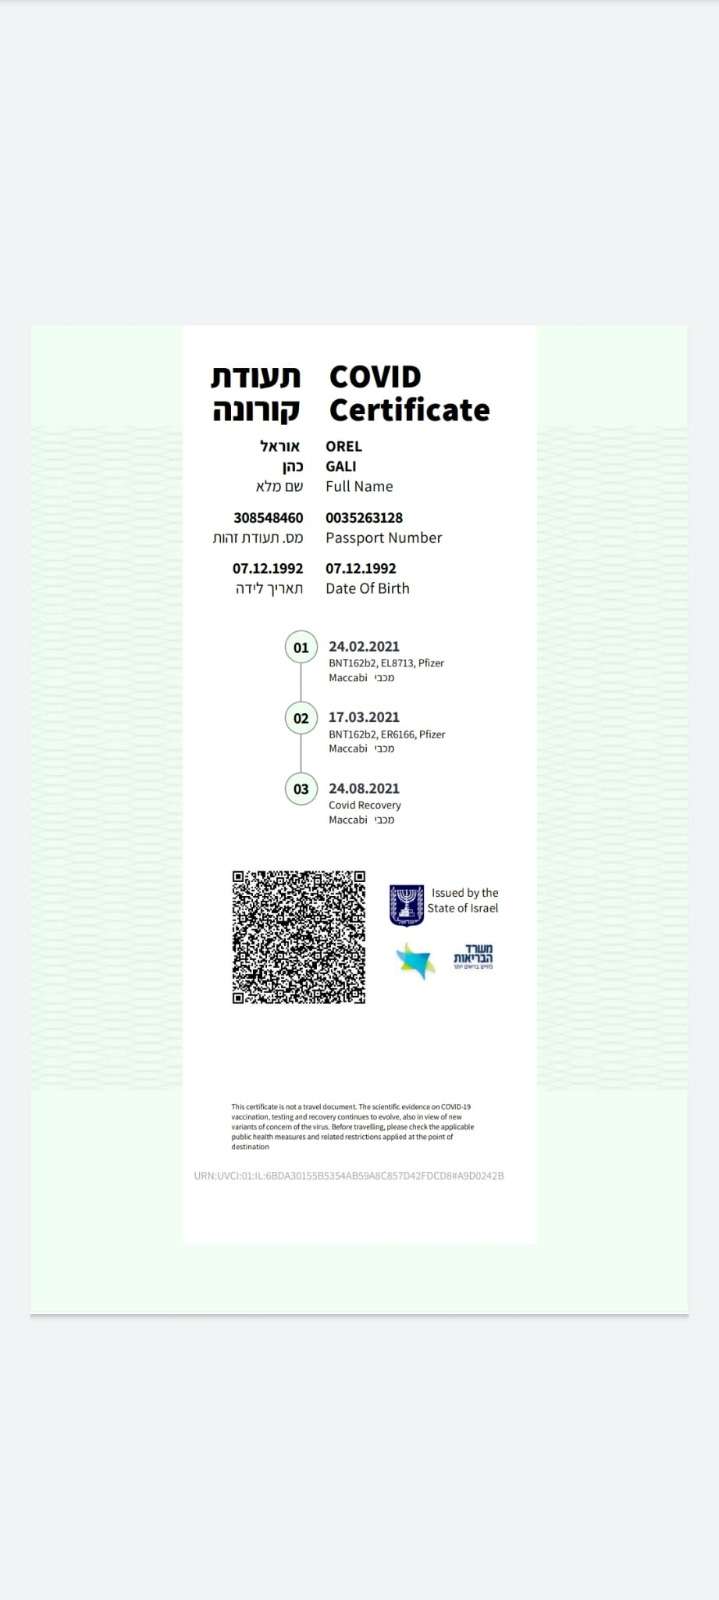 תעודת COVID
קורונה Certificate
אוראל OREL
כהן GALI
שם מלא Full Name
308548460 0035263128
מס. תעודת זהות Passport Number
07.12.1992 07.12.1992
תאריך לידה Date Of Birth
01 24.02.2021
BNT162b2, EL8713, Pfizer
Maccabi מכבי
02 17.03.2021
BNT162b2, ER6166, Pfizer
Maccabi מכבי
03 24.08.2021
Covid Recovery
Maccabi מכבי
Issued by the
State of Israel
משרד
הבריאות
לחיים בריאים יותר
This certificate is not a travel document. The scientific evidence on COVID-19
vaccination, testing and recovery continues to evolve, also in view of new
variants of concern of the virus. Before travelling, please check the applicable
public health measures and related restrictions applied at the point of
destination
URN:UVCI:01:IL:6BDA30155B5354AB59A8C857D42FDCD8#A9D0242B